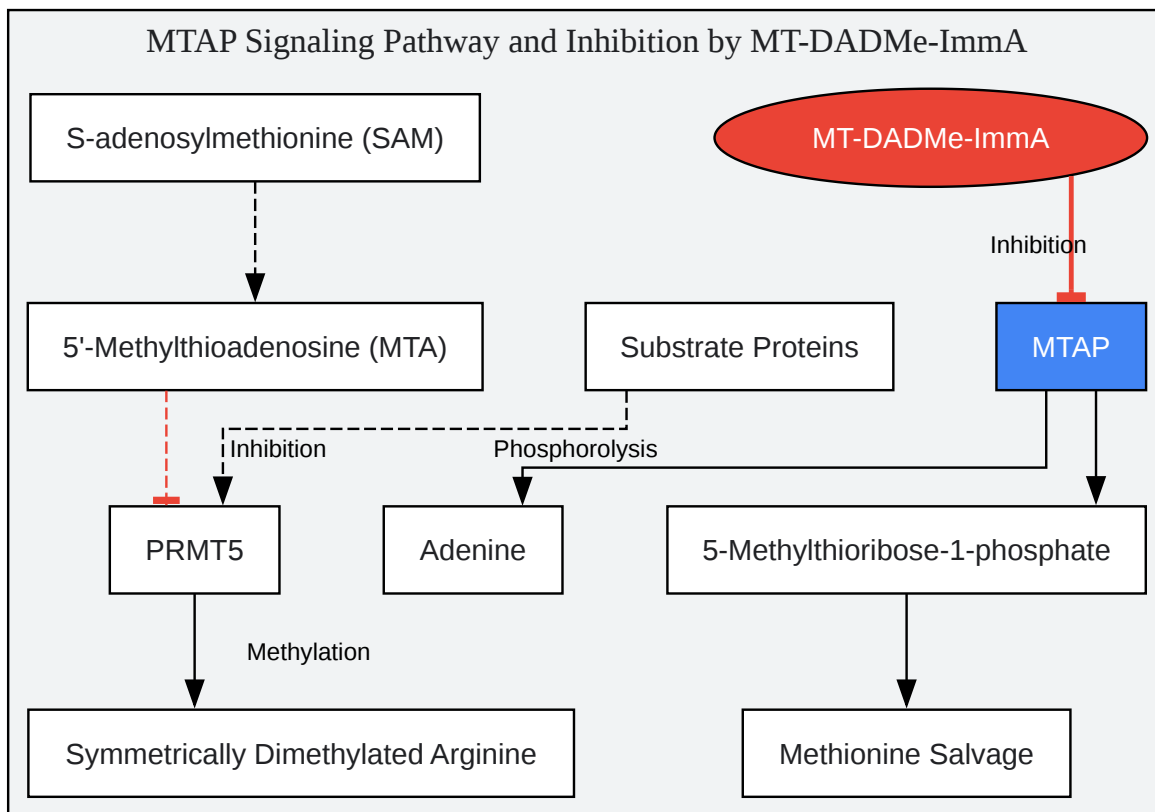 MTAP Signaling Pathway and Inhibition by MT-DADMe-ImmA
S-adenosylmethionine (SAM)
MT-DADMe-ImmA
Inhibition
5'-Methylthioadenosine (MTA)
Substrate Proteins
MTAP
Inhibition
Phosphorolysis
PRMT5
Adenine
5-Methylthioribose-1-phosphate
Methylation
Symmetrically Dimethylated Arginine
Methionine Salvage